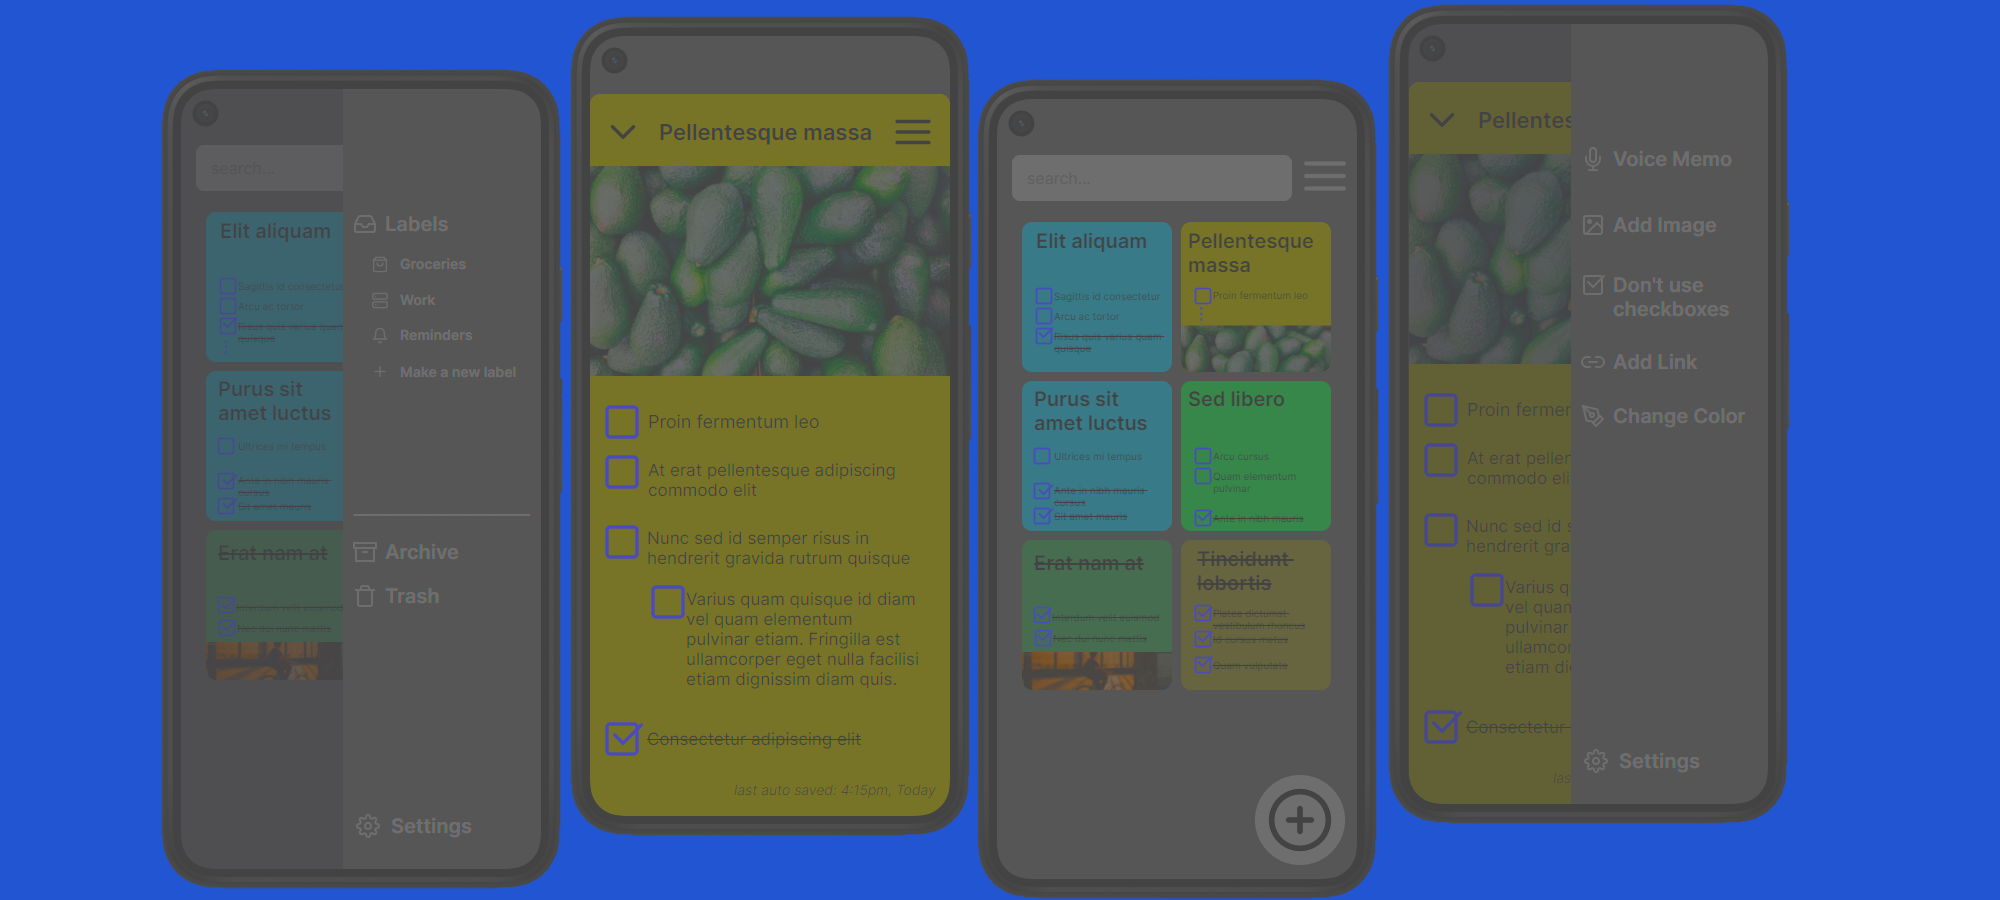 search...
Elit aliquam
Sagittis id consectetur
Arcu ac tortor
Risus quis varius quam
quisque
Purus sit
amet luctus
Ultrices mi tempus
Ante in nibh mauris
cursus
Sit amet mauris
Erat nam at
Interdum velit euismod
Nec dui nunc mattis
Labels
Groceries
Work
Reminders
Make a new label
Archive
Trash
Settings
Pellentesque massa
Proin fermentum leo
At erat pellentesque adipiscing
commodo elit
Nunc sed id semper risus in
hendrerit gravida rutrum quisque
Varius quam quisque id diam
vel quam elementum
pulvinar etiam. Fringilla est
ullamcorper eget nulla facilisi
etiam dignissim diam quis.
Consectetur adipiscing elit
last auto saved: 4:15pm, Today
search...
Elit aliquam
Sagittis id consectetur
Arcu ac tortor
Risus quis varius quam
quisque
Pellentesque
massa
Proin fermentum leo
Purus sit
amet luctus
Ultrices mi tempus
Ante in nibh mauris
cursus
Sit amet mauris
Sed libero
Arcu cursus
Quam elementum
pulvinar
Ante in nibh mauris
Erat nam at
Interdum velit euismod
Nec dui nunc mattis
Tincidunt
lobortis
Platea dictumst
vestibulum rhoncus
Id cursus metus
Quam vulputate
Pellentes
Proin fermer
At erat peller
commodo eli
Nunc sed id s
hendrerit gra
Varius q
vel quam
pulvinar
ullamcor
etiam di
Consectetur
las
Voice Memo
Add Image
Don't use
checkboxes
Add Link
Change Color
Settings